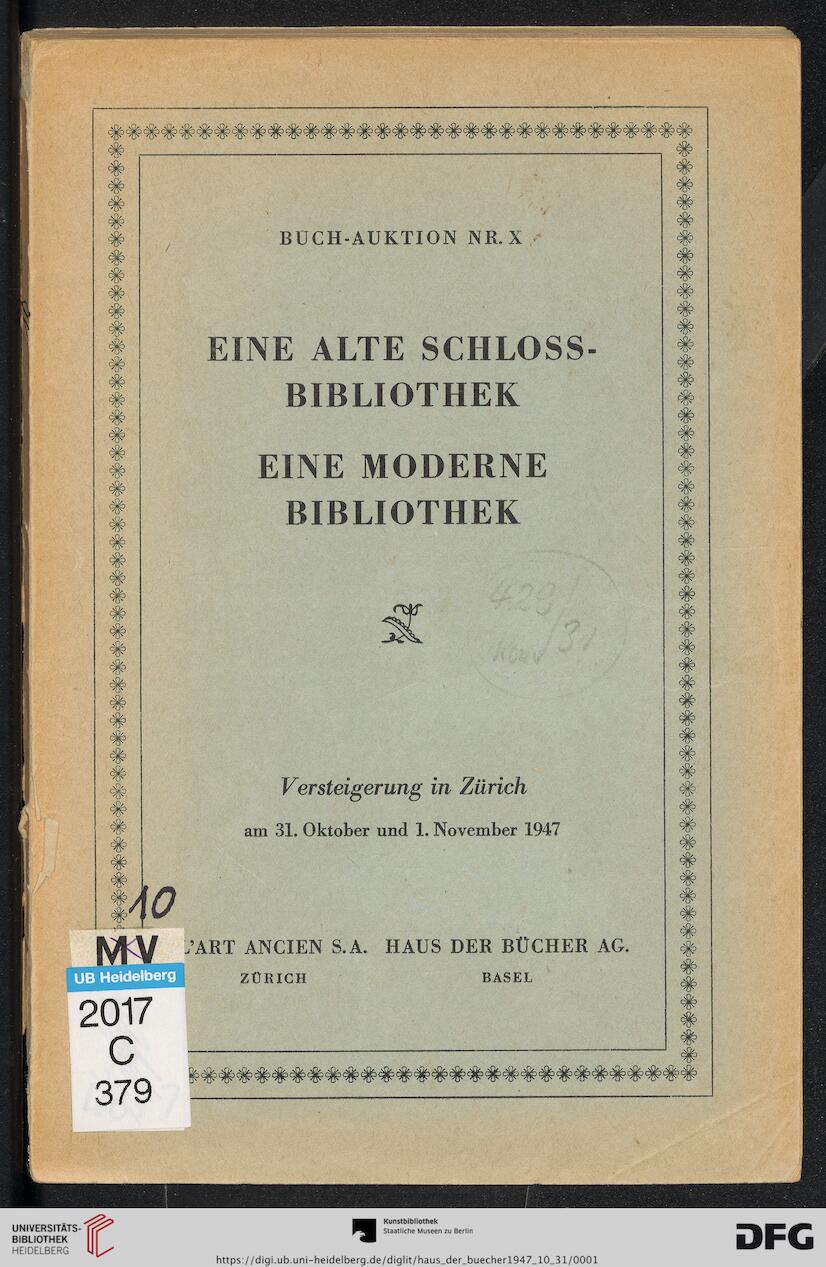 BUCH-AUKTION NR. X
EINE ALTE SCHLOSS-
BIBLIOTHEK
EINE MODERNE
BIBLIOTHEK
429/
31
Versteigerung in Zürich
am 31. Oktober und 1. November 1947
10
L'ART ANCIEN S.A. HAUS DER BÜCHER AG.
ZÜRICH BASEL
MV
UB Heidelberg
2017
C
379
UNIVERSITÄTS-
BIBLIOTHEK
HEIDELBERG
Kunstbibliothek
Staatliche Museen zu Berlin
DFG
https://digi.ub.uni-heidelberg.de/diglit/haus_der_buecher1947_10_31/0001